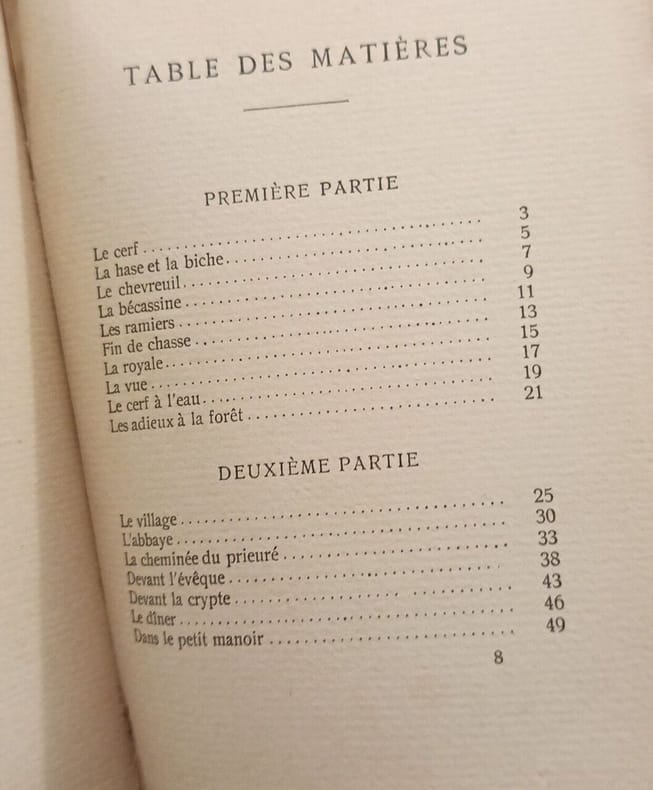 TABLE DES MATIÈRES
PREMIÈRE PARTIE
Le cerf 3
La hase et la biche 5
Le chevreuil 7
La bécassine 9
Les ramiers 11
Fin de chasse 13
La royale 15
La vue 17
Le cerf à l'eau 19
Les adieux à la forêt 21
DEUXIÈME PARTIE
Le village 25
L'abbaye 30
La cheminée du prieuré 33
Devant l'évêque 38
Devant la crypte 43
Le dîner 46
Dans le petit manoir 49
8